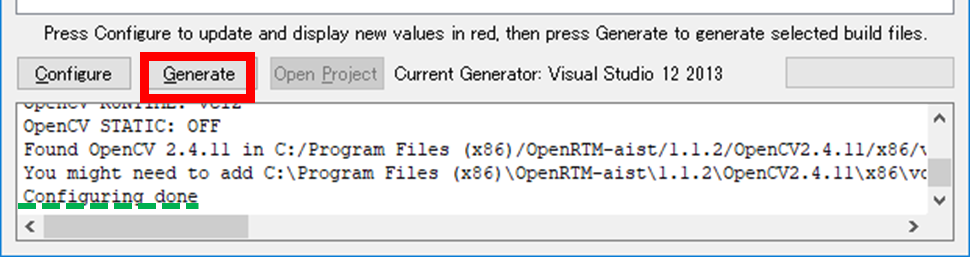 Press Configure to update and display new values in red, then press Generate to generate selected build files.
Configure Generate Open Project Current Generator: Visual Studio 12 2013
OpenCV RUNTIME: vc12
OpenCV STATIC: OFF
Found OpenCV 2.4.11 in C:/Program Files (x86)/OpenRTM-aist/1.1.2/OpenCV2.4.11/x86/
You might need to add C:\Program Files (x86)\OpenRTM-aist\1.1.2\OpenCV2.4.11\x86\vc
Configuring done